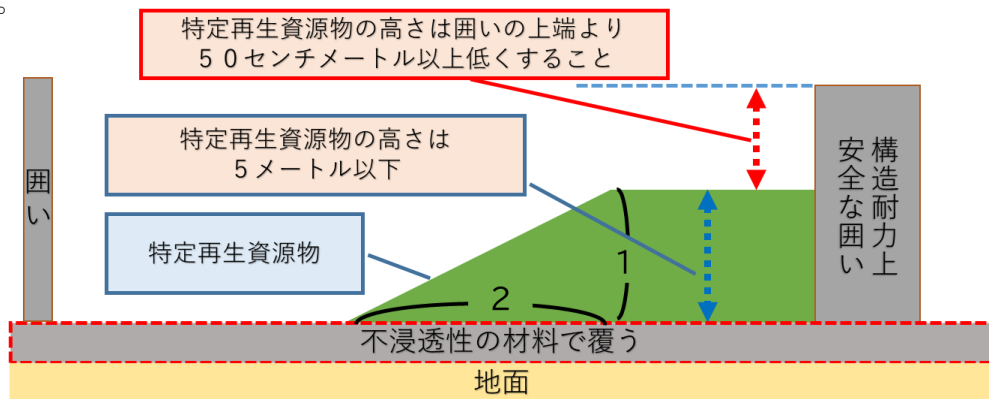 。
特定再生資源物の高さは囲いの上端より
５０センチメートル以上低くすること
特定再生資源物の高さは
５メートル以下
囲い
構造耐力上
安全な囲い
特定再生資源物
1
2
不浸透性の材料で覆う
地面